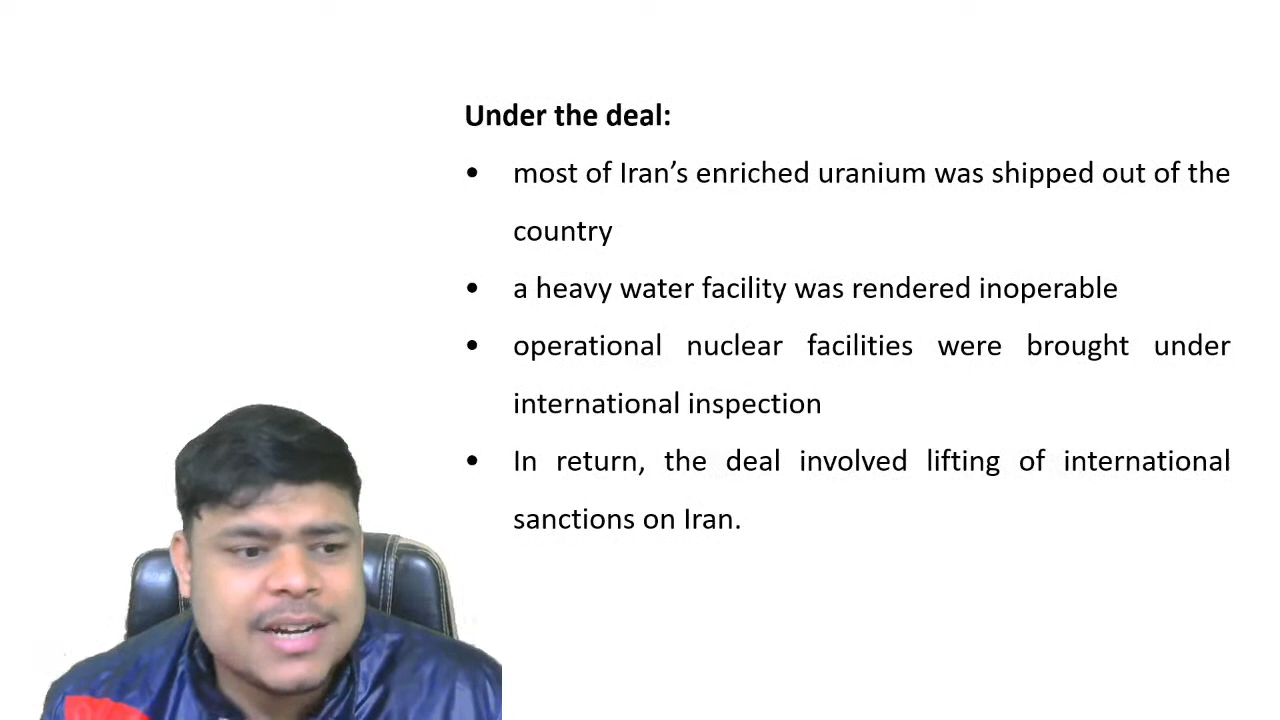 Under the deal:
• most of Iran’s enriched uranium was shipped out of the
country
• a heavy water facility was rendered inoperable
• operational nuclear facilities were brought under
international inspection
• In return, the deal involved lifting of international
sanctions on Iran.